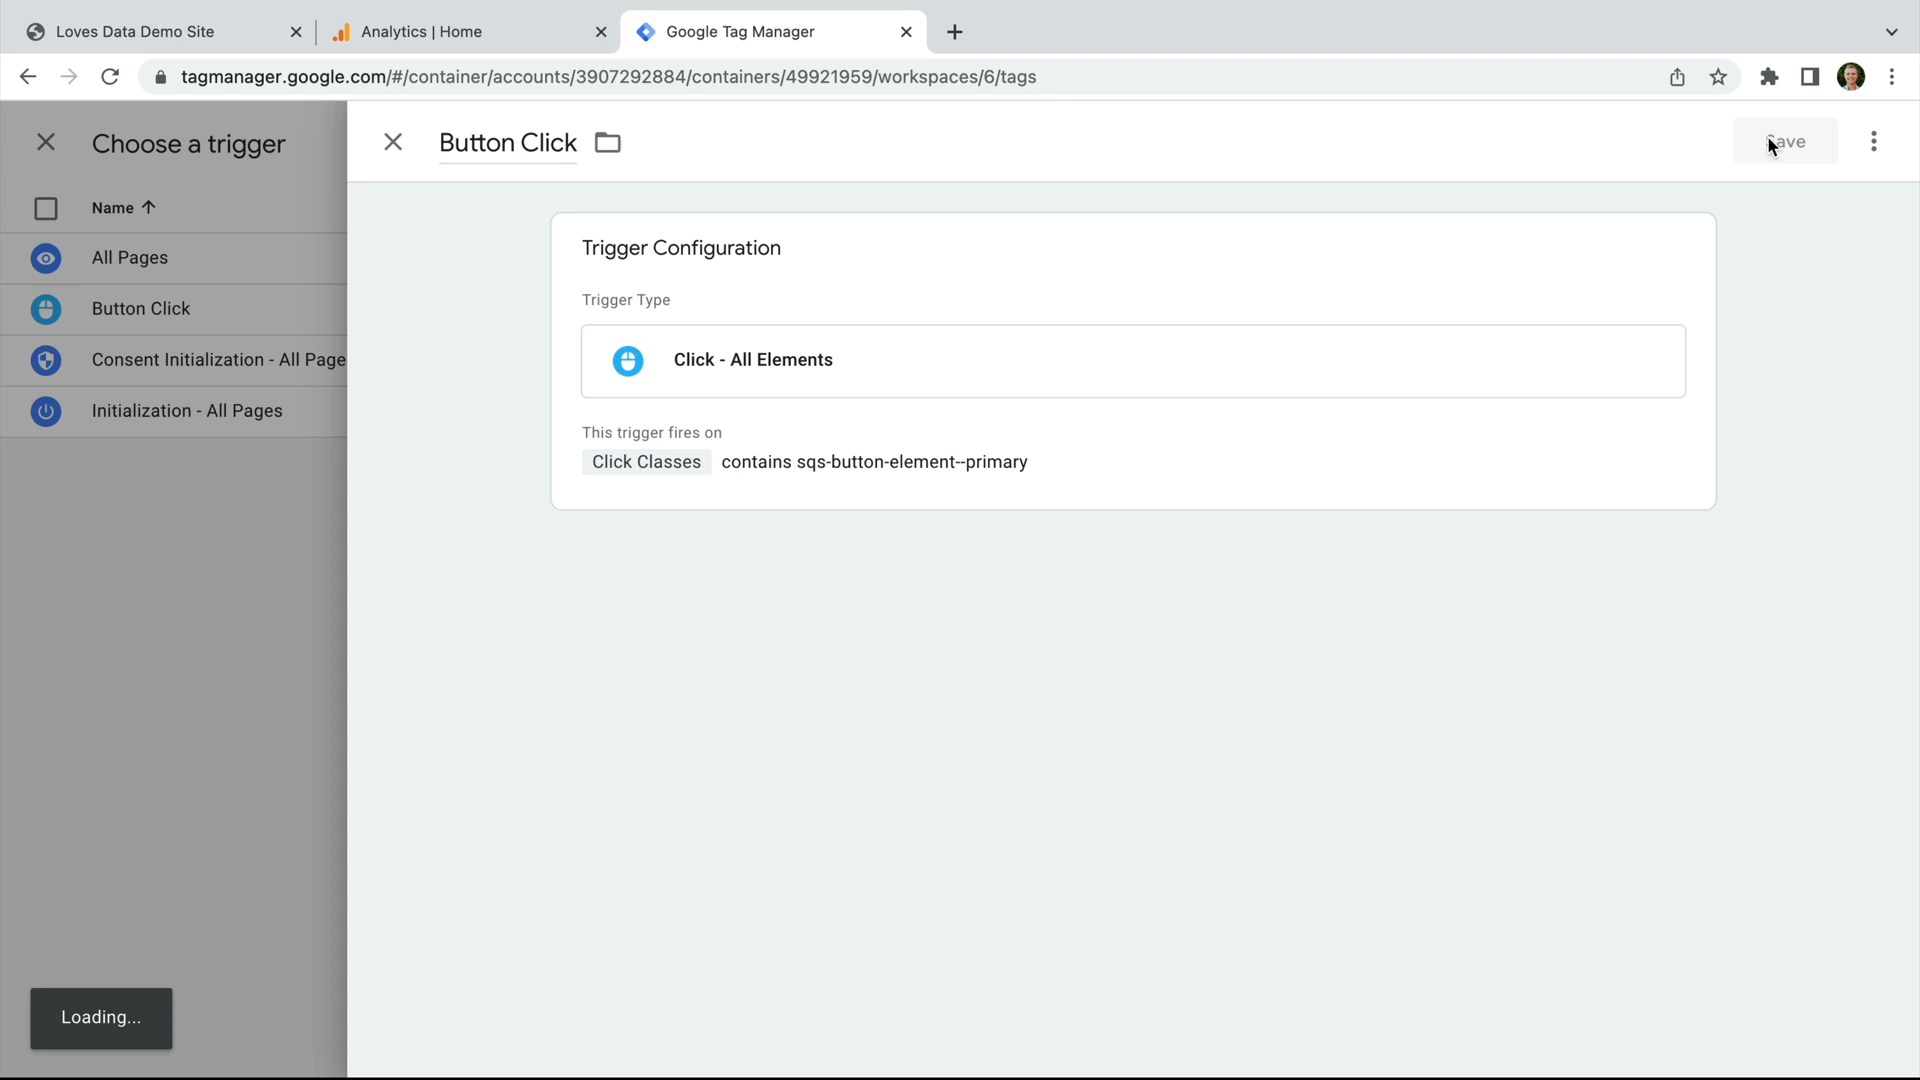 Loves Data Demo Site
Analytics | Home
Google Tag Manager
tagmanager.google.com/#/container/accounts/3907292884/containers/49921959/workspaces/6/tags
Choose a trigger
Button Click
Save
Name
All Pages
Button Click
Consent Initialization - All Page
Initialization - All Pages
Trigger Configuration
Trigger Type
Click - All Elements
This trigger fires on
Click Classes contains sqs-button-element--primary
Loading...